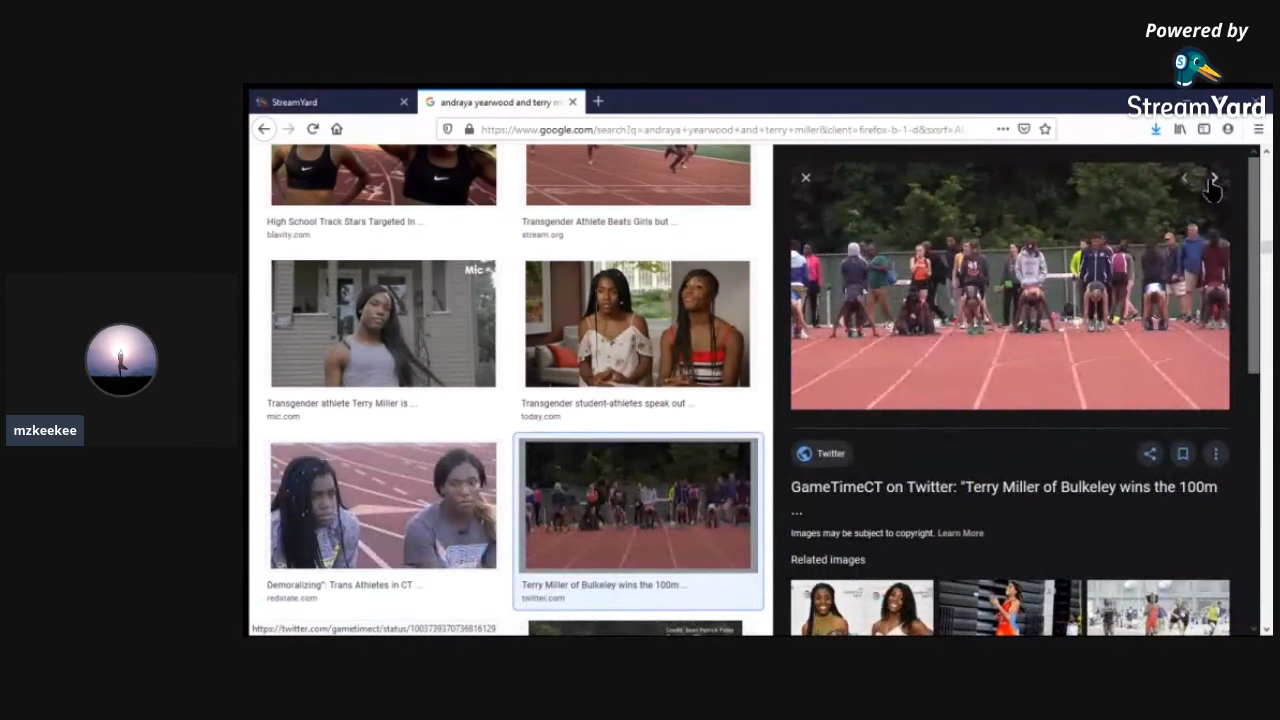 Powered by
StreamYard
StreamYard
andraya yearwood and terry m
https://www.google.com/search?q=andraya+yearwood+and+terry+miller&client=firefox-b-1-d&sxsrf=AL
High School Track Stars Targeted In ...
blavity.com
Transgender Athlete Beats Girls but ...
stream.org
Mic
Transgender athlete Terry Miller is ...
mic.com
Transgender student-athletes speak out ...
today.com
Demoralizing": Trans Athletes in CT ...
redstate.com
Terry Miller of Bulkeley wins the 100m...
twitter.com
https://twitter.com/gametimect/status/1003739370736816129
Twitter
GameTimeCT on Twitter: "Terry Miller of Bulkeley wins the 100m
...
Images may be subject to copyright. Learn More
Related images
mzkeekee